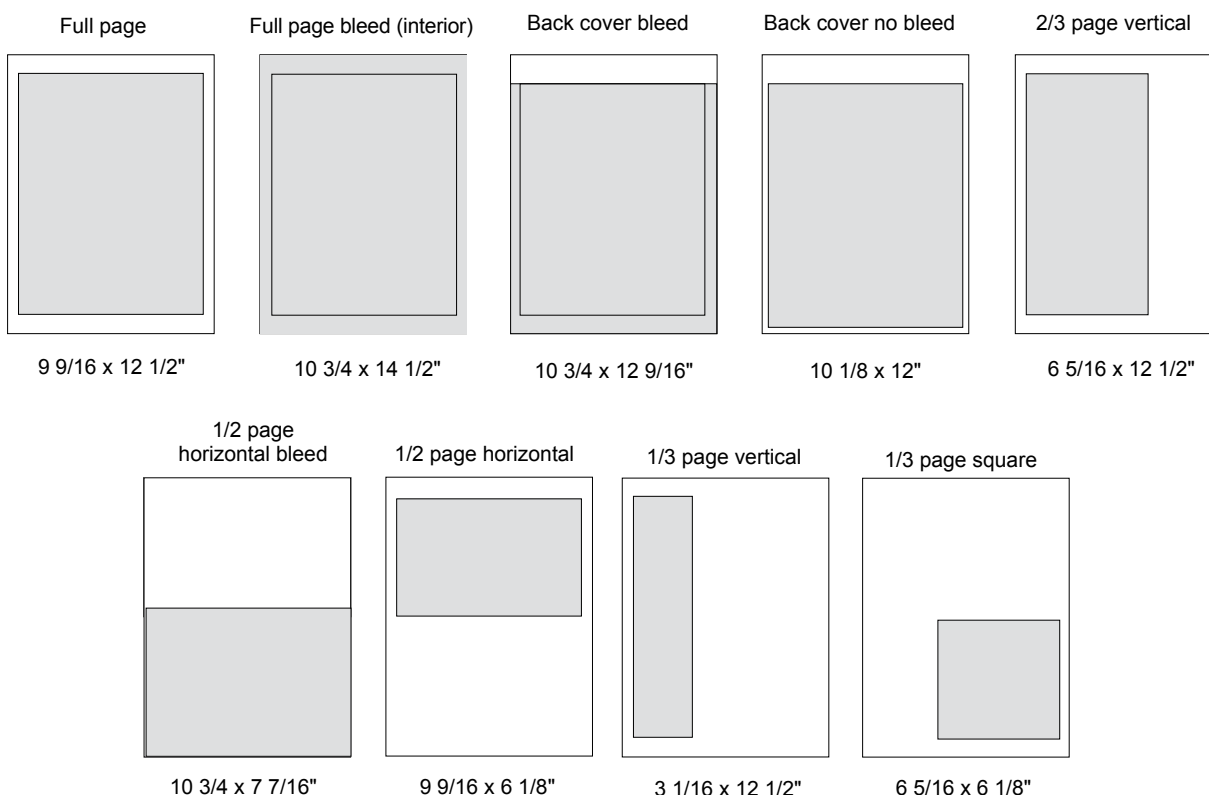 Full page
Full page bleed (interior)
Back cover bleed
Back cover no bleed
2/3 page vertical
9 9/16 x 12 1/2"
10 3/4 x 14 1/2"
10 3/4 x 12 9/16"
10 1/8 x 12"
6 5/16 x 12 1/2"
1/2 page
horizontal bleed
1/2 page horizontal
1/3 page vertical
1/3 page square
10 3/4 x 7 7/16"
9 9/16 x 6 1/8"
3 1/16 x 12 1/2"
6 5/16 x 6 1/8"